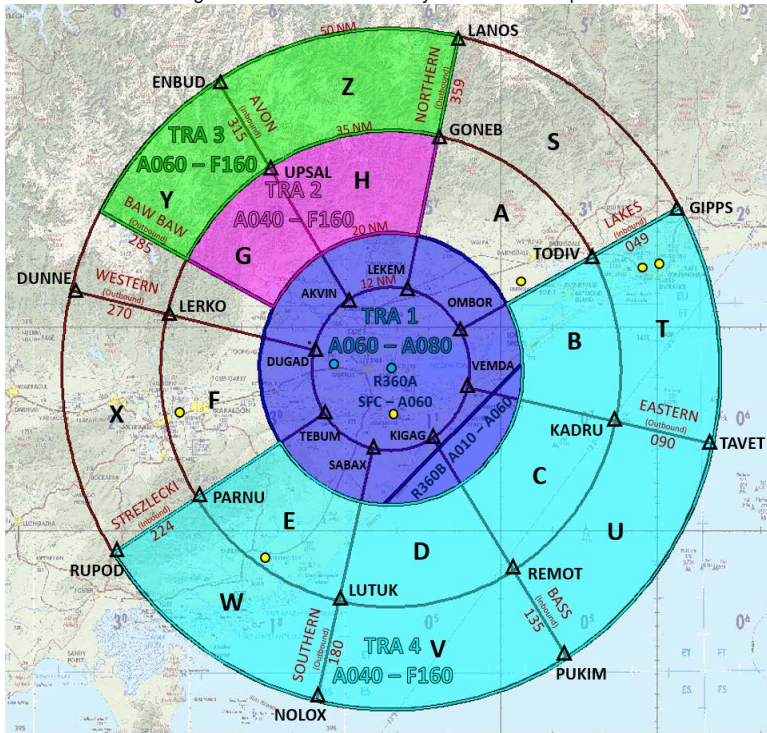 50 NM
LANOS
ENBUD
Z
NORTHERN
(Outbound)
359
AVON
(Inbound)
315
S
35 NM
GONEB
TRA 3
A060 – F160
UPSAL
H
TRA 2
A040 – F160
Y
A
LAKES
(Inbound)
049
GIPPS
BAW BAW
(Outbound)
285
G
20 NM
TODIV
DUNNE
WESTERN
(Outbound)
270
LERKO
LEKEM
12 NM
AKVIN
OMBOR
TRA 1
A060 – A080
B
T
DUGAD
VEMDA
R360A
SFC – A060
F
X
EASTERN
(Outbound)
090
TAVET
KADRU
TEBUM
KIGAG
SABAX
R360B A010 – A060
C
STREZLECKI
(Inbound)
224
PARNU
RUPOD
E
D
U
W
LUTUK
REMOT
BASS
(Inbound)
135
SOUTHERN
(Outbound)
180
TRA 4
A040 – F160
V
PUKIM
NOLOX